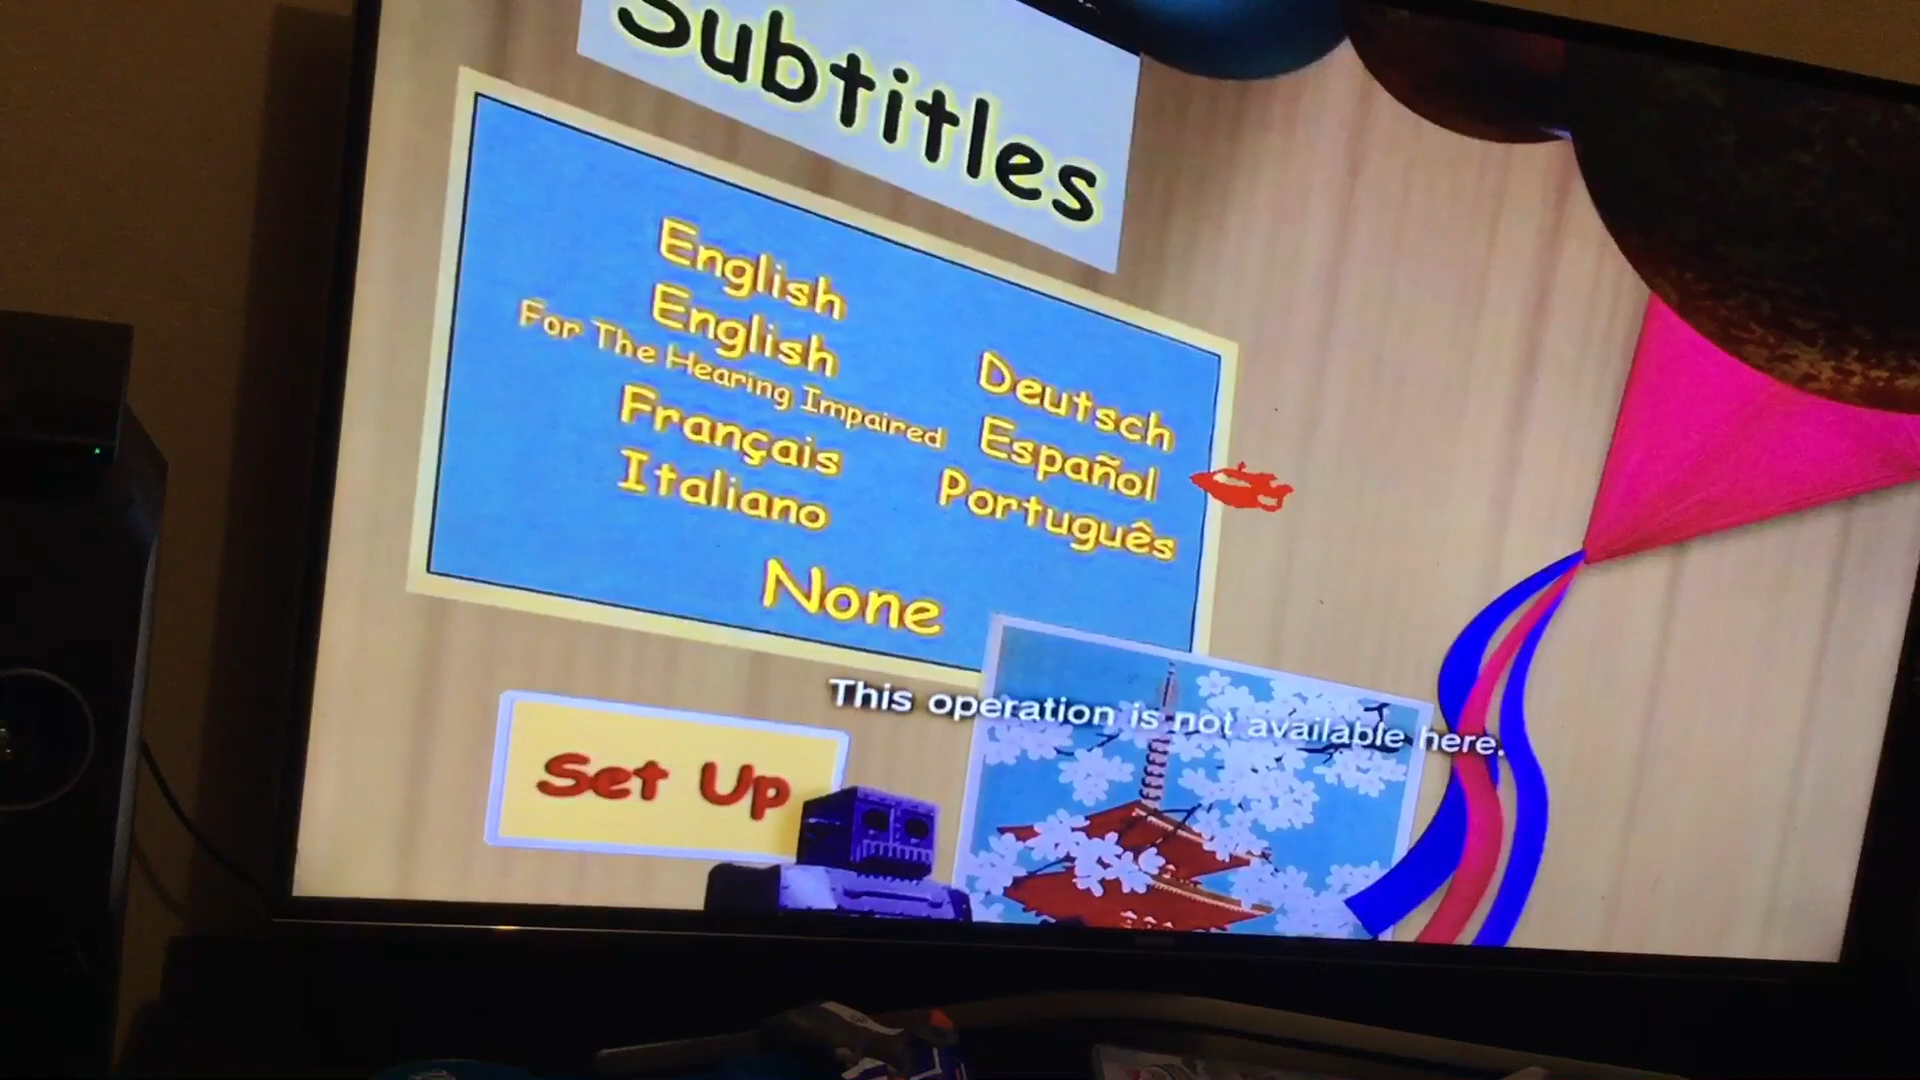 Subtitles
English
English
For The Hearing Impaired
Français
Italiano
Deutsch
Español
Português
None
This operation is not available here.
Set Up